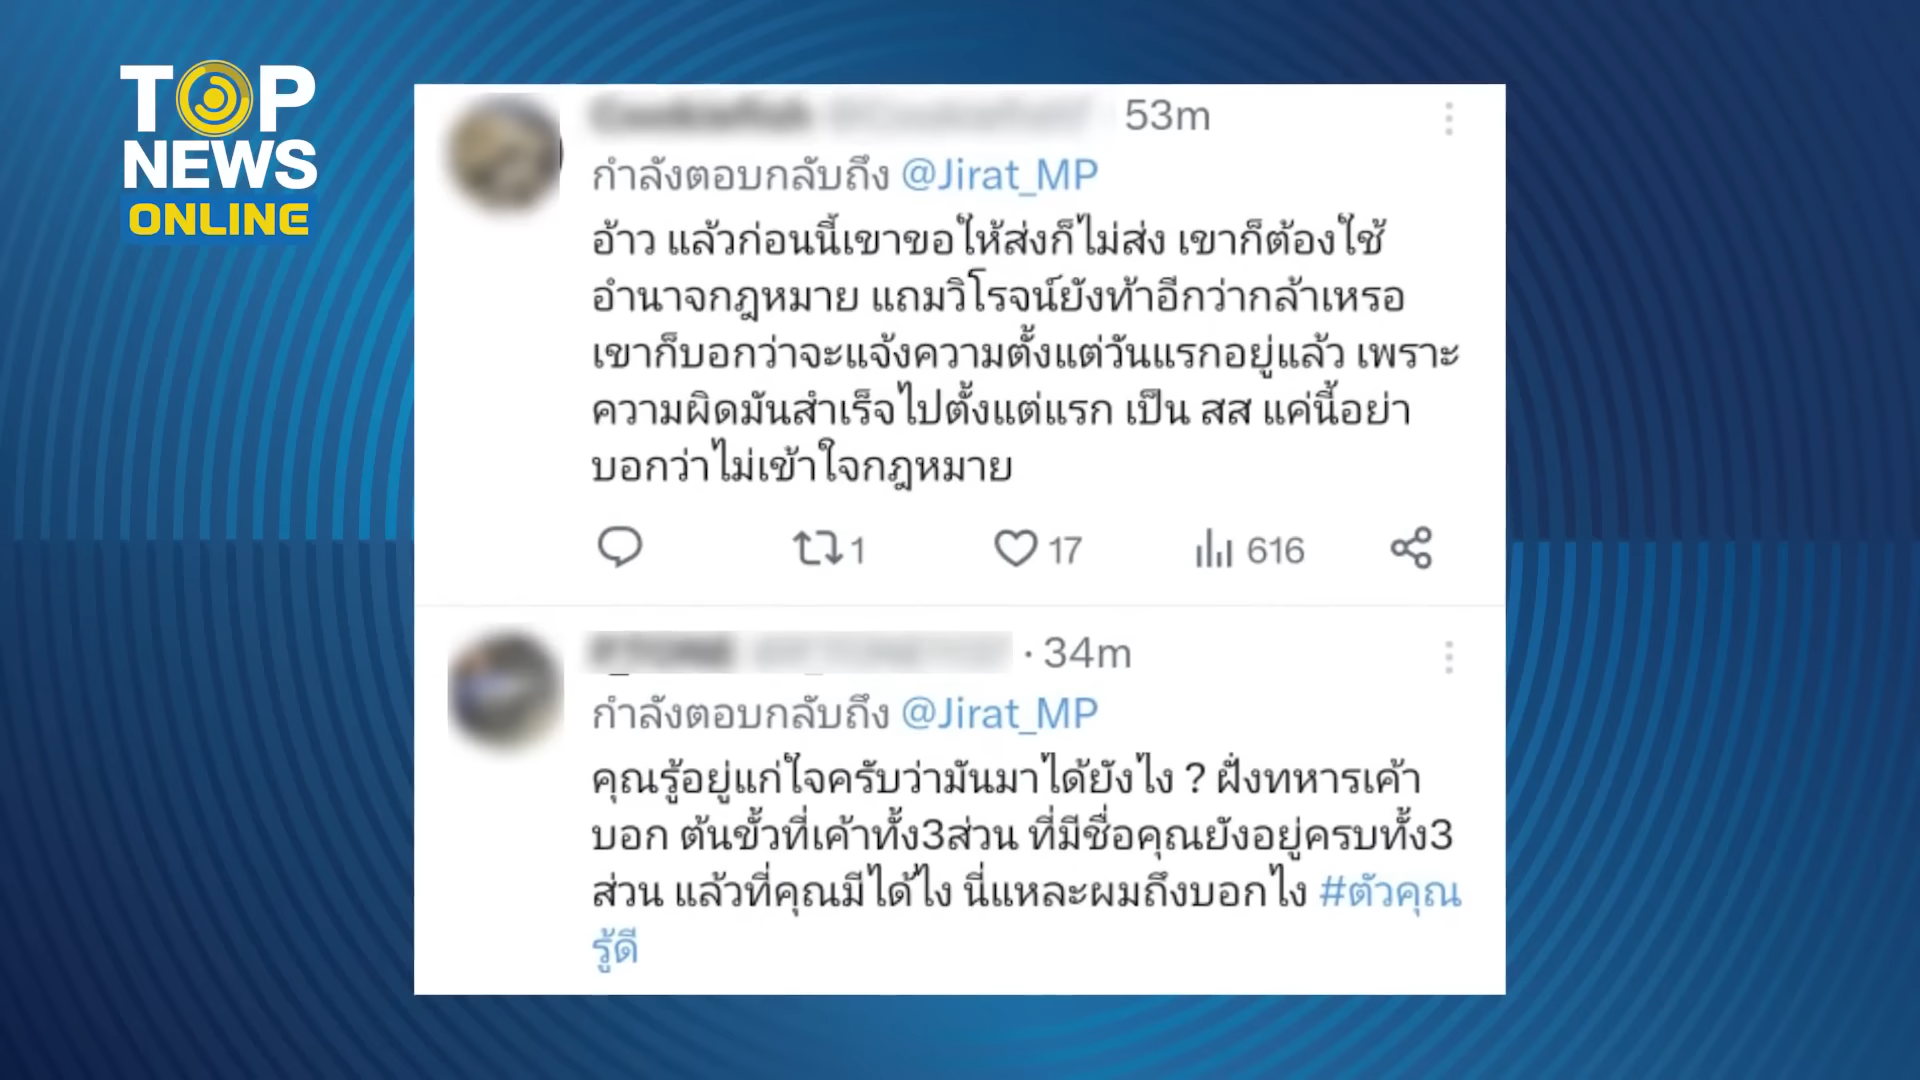 TOP
NEWS
ONLINE
53m
กำลังตอบกลับถึง @Jirat_MP
อ้าว แล้วก่อนนี้เขาขอให้ส่งก็ไม่ส่ง เขาก็ต้องใช้
อำนาจกฎหมาย แถมวิโรจน์ยังท้าอีกว่ากล้าเหรอ
เขาก็บอกว่าจะแจ้งความตั้งแต่วันแรกอยู่แล้ว เพราะ
ความผิดมันสำเร็จไปตั้งแต่แรก เป็น สส แค่นี้อย่า
บอกว่าไม่เข้าใจกฎหมาย
1 17 616
· 34m
กำลังตอบกลับถึง @Jirat_MP
คุณรู้อยู่แก่ใจครับว่ามันมาได้ยังไง ? ฝั่งทหารเค้า
บอก ต้นขั้วที่เค้าทั้ง3ส่วน ที่มีชื่อคุณยังอยู่ครบทั้ง3
ส่วน แล้วที่คุณมีได้ไง นี่แหละผมถึงบอกไง #ตัวคุณ
รู้ดี